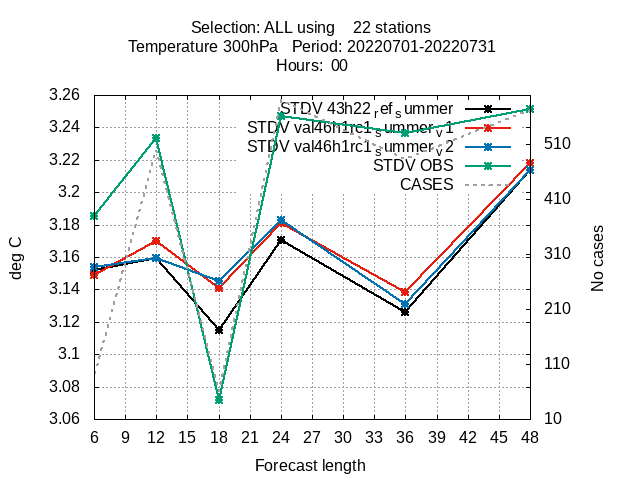 Selection: ALL using 22 stations
Temperature 300hPa Period: 20220701-20220731
Hours: 00
3.26
3.24
3.22
3.2
3.18
3.16
3.14
3.12
3.1
3.08
3.06
deg C
STDV 43h22_ref_summer
STDV val46h1rc1_summer_v1
STDV val46h1rc1_summer_v2
STDV OBS
CASES
510
410
310
210
110
10
No cases
6 9 12 15 18 21 24 27 30 33 36 39 42 45 48
Forecast length